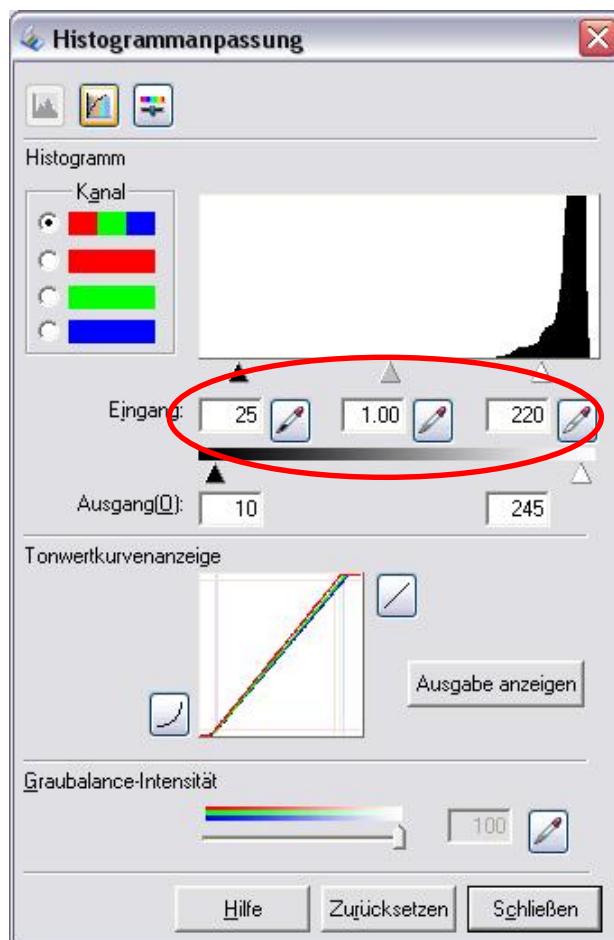 Histogrammanpassung
Histogramm
Kanal
Eingang: 25 1.00 220
Ausgang(O): 10 245
Tonwertkurvenanzeige
Ausgabe anzeigen
Graubalance-Intensität
100
Hilfe Zurücksetzen Schließen